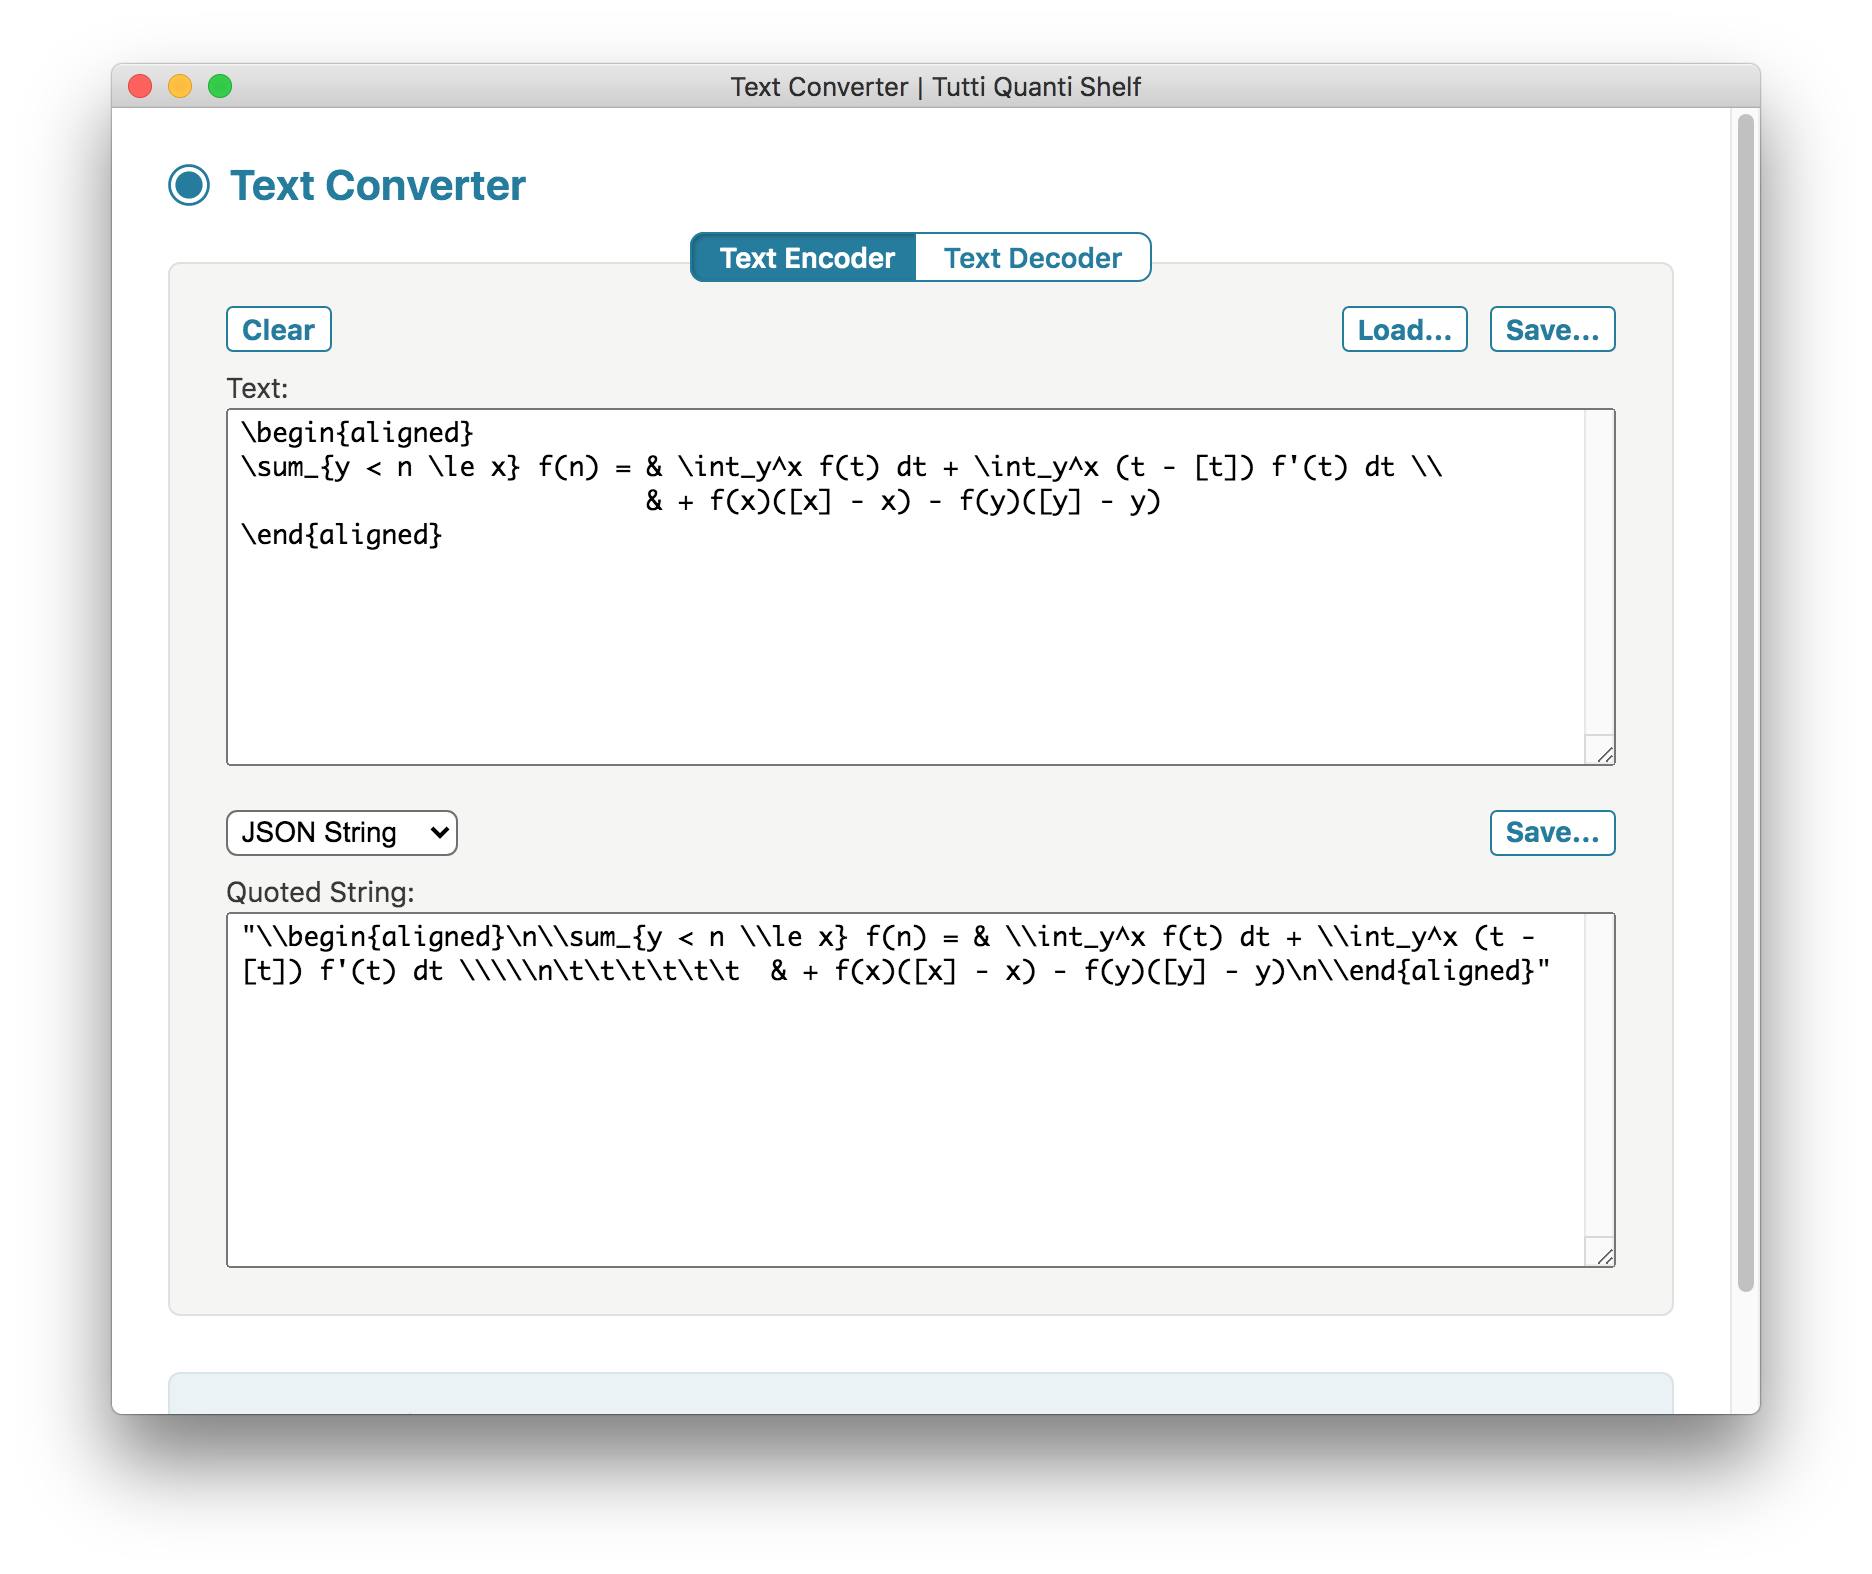 Text Converter | Tutti Quanti Shelf
Text Converter
Text Encoder Text Decoder
Clear Load... Save...
Text:
\begin{aligned}
\sum_{y < n \le x} f(n) = & \int_y^x f(t) dt + \int_y^x (t - [t]) f'(t) dt \\
                          & + f(x)([x] - x) - f(y)([y] - y)
\end{aligned}
JSON String Save...
Quoted String:
"\\begin{aligned}\n\\sum_{y < n \\le x} f(n) = & \\int_y^x f(t) dt + \\int_y^x (t -
[t]) f'(t) dt \\\\\n\t\t\t\t\t\t  & + f(x)([x] - x) - f(y)([y] - y)\n\\end{aligned}"